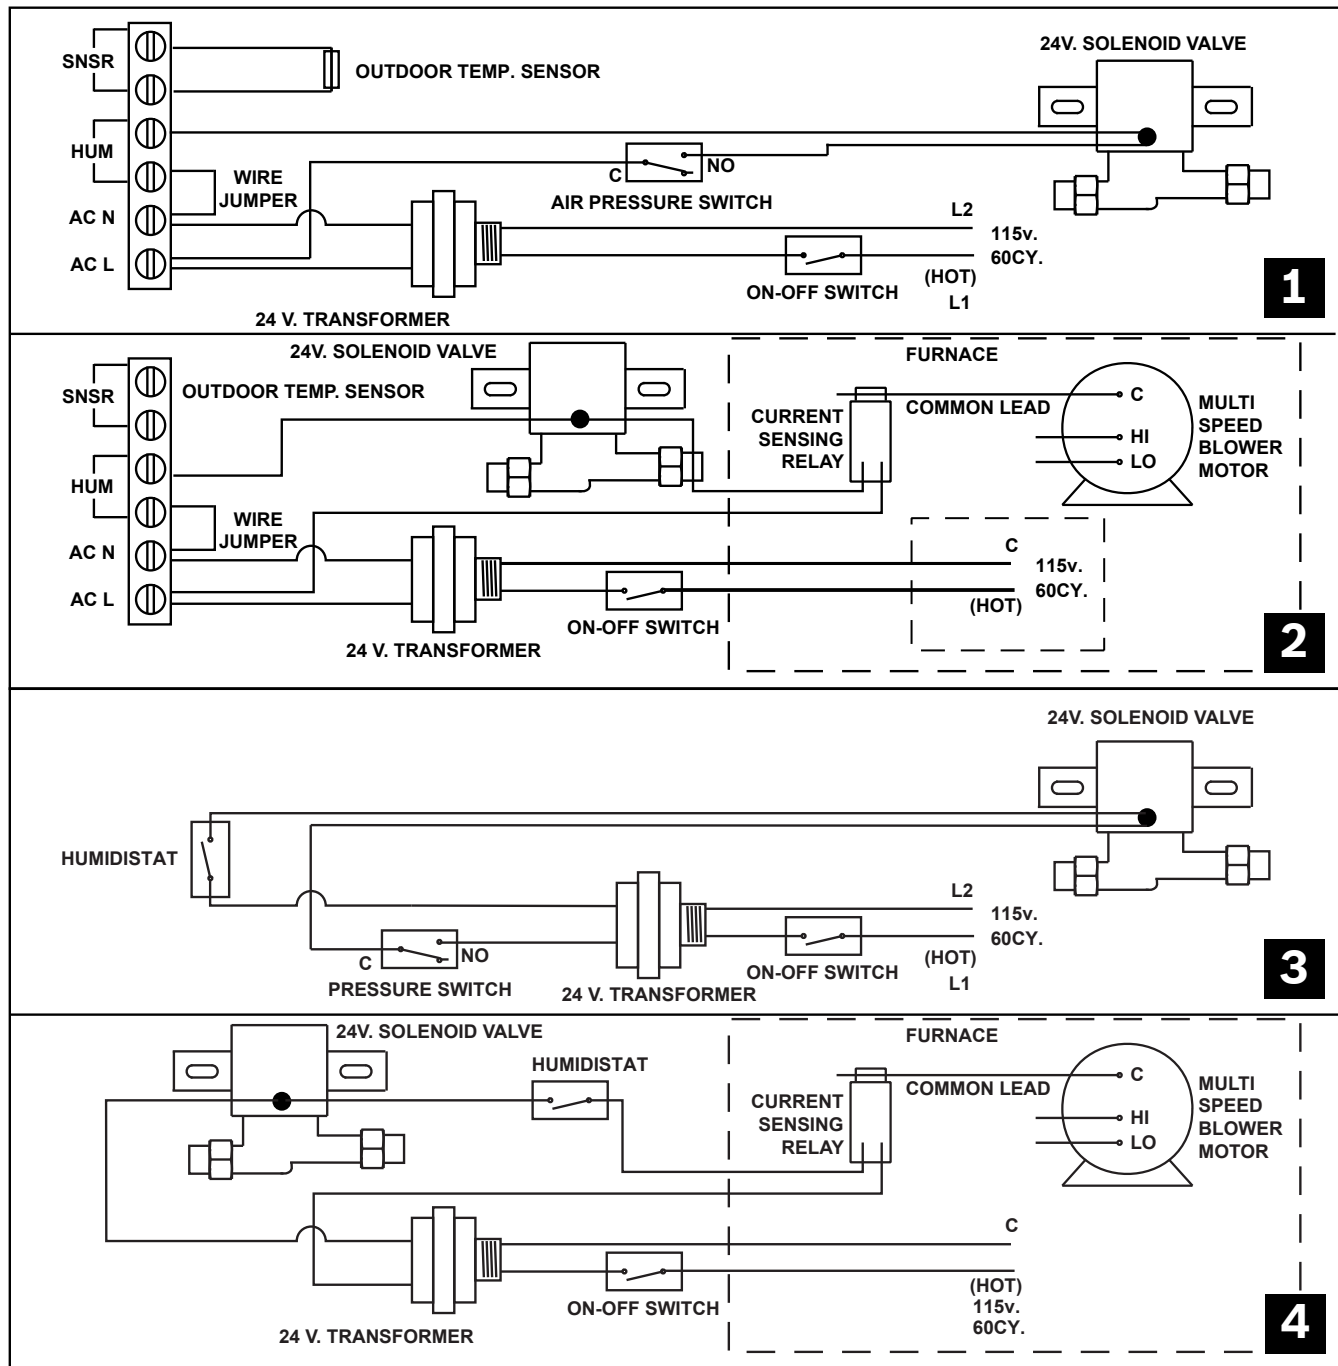 24V. SOLENOID VALVE
SNSR
OUTDOOR TEMP. SENSOR
HUM
WIRE
JUMPER
C
NO
AIR PRESSURE SWITCH
AC N
L2
115v.
60CY.
AC L
(HOT)
ON-OFF SWITCH
L1
24 V. TRANSFORMER
1
24V. SOLENOID VALVE
FURNACE
SNSR
OUTDOOR TEMP. SENSOR
CURRENT
SENSING
RELAY
COMMON LEAD
C
HI
LO
MULTI
SPEED
BLOWER
MOTOR
HUM
WIRE
JUMPER
AC N
C
115v.
60CY.
AC L
(HOT)
ON-OFF SWITCH
24 V. TRANSFORMER
2
24V. SOLENOID VALVE
HUMIDISTAT
L2
115v.
60CY.
C
NO
(HOT)
ON-OFF SWITCH
L1
PRESSURE SWITCH
24 V. TRANSFORMER
3
24V. SOLENOID VALVE
FURNACE
HUMIDISTAT
CURRENT
SENSING
RELAY
COMMON LEAD
C
HI
LO
MULTI
SPEED
BLOWER
MOTOR
C
(HOT)
115v.
60CY.
ON-OFF SWITCH
24 V. TRANSFORMER
4